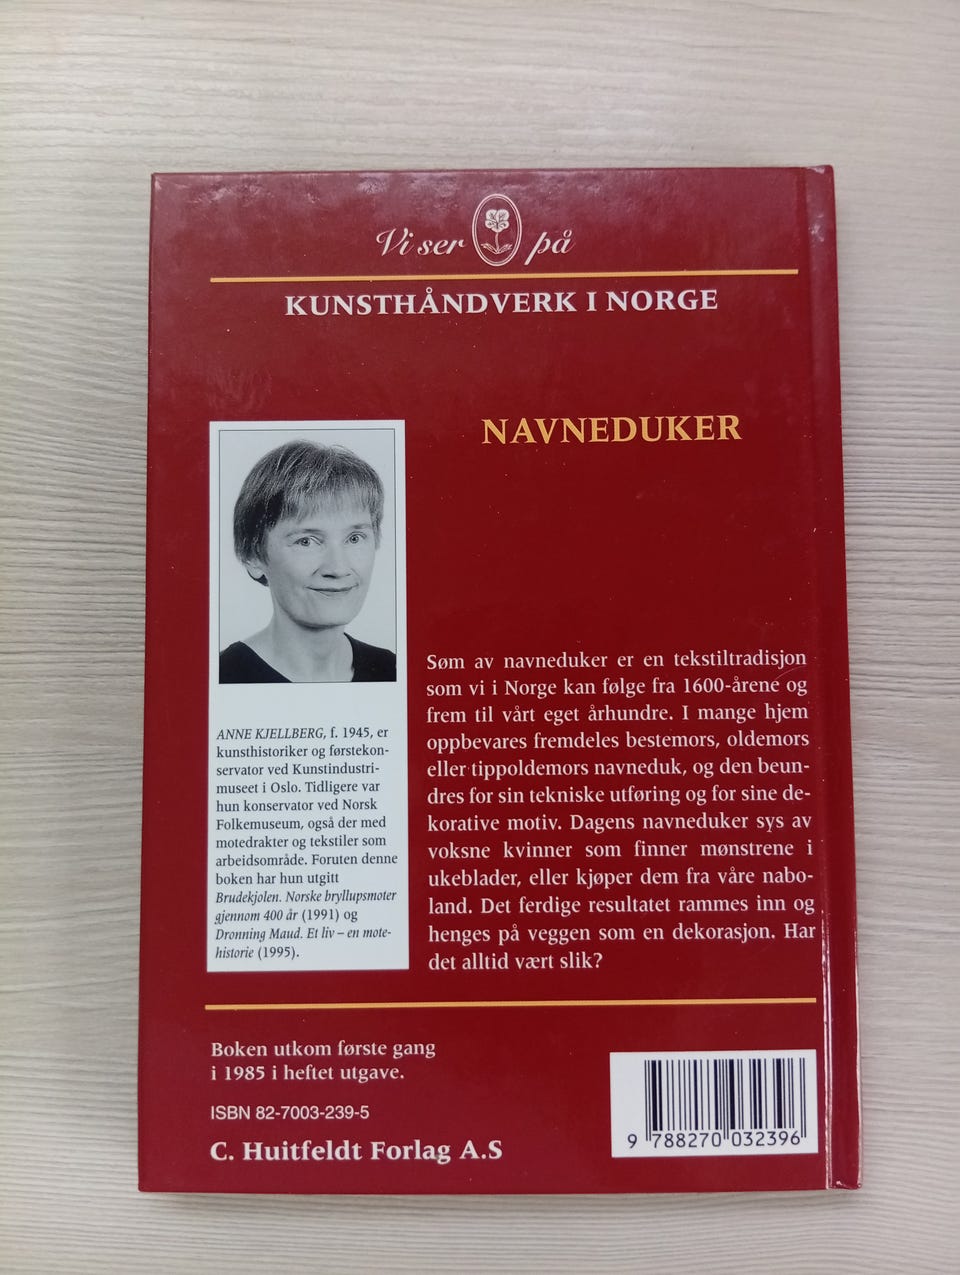 Vi ser på
KUNSTHÅNDVERK I NORGE
NAVNEDUKER
ANNE KJELLBERG, f. 1945, er
kunsthistoriker og førstekon-
servator ved Kunstindustri-
museet i Oslo. Tidligere var
hun konservator ved Norsk
Folkemuseum, også der med
motedrakter og tekstiler som
arbeidsområde. Foruten denne
boken har hun utgitt
Brudekjolen. Norske bryllupsmoter
gjennom 400 år (1991) og
Dronning Maud. Et liv – en mote-
historie (1995).
Søm av navneduker er en tekstiltradisjon
som vi i Norge kan følge fra 1600-årene og
frem til vårt eget århundre. I mange hjem
oppbevares fremdeles bestemors, oldemors
eller tippoldemors navneduk, og den beun-
dres for sin tekniske utføring og for sine de-
korative motiv. Dagens navneduker sys av
voksne kvinner som finner mønstrene i
ukeblader, eller kjøper dem fra våre nabo-
land. Det ferdige resultatet rammes inn og
henges på veggen som en dekorasjon. Har
det alltid vært slik?
Boken utkom første gang
i 1985 i heftet utgave.
ISBN 82-7003-239-5
C. Huitfeldt Forlag A.S
9 788270 032396